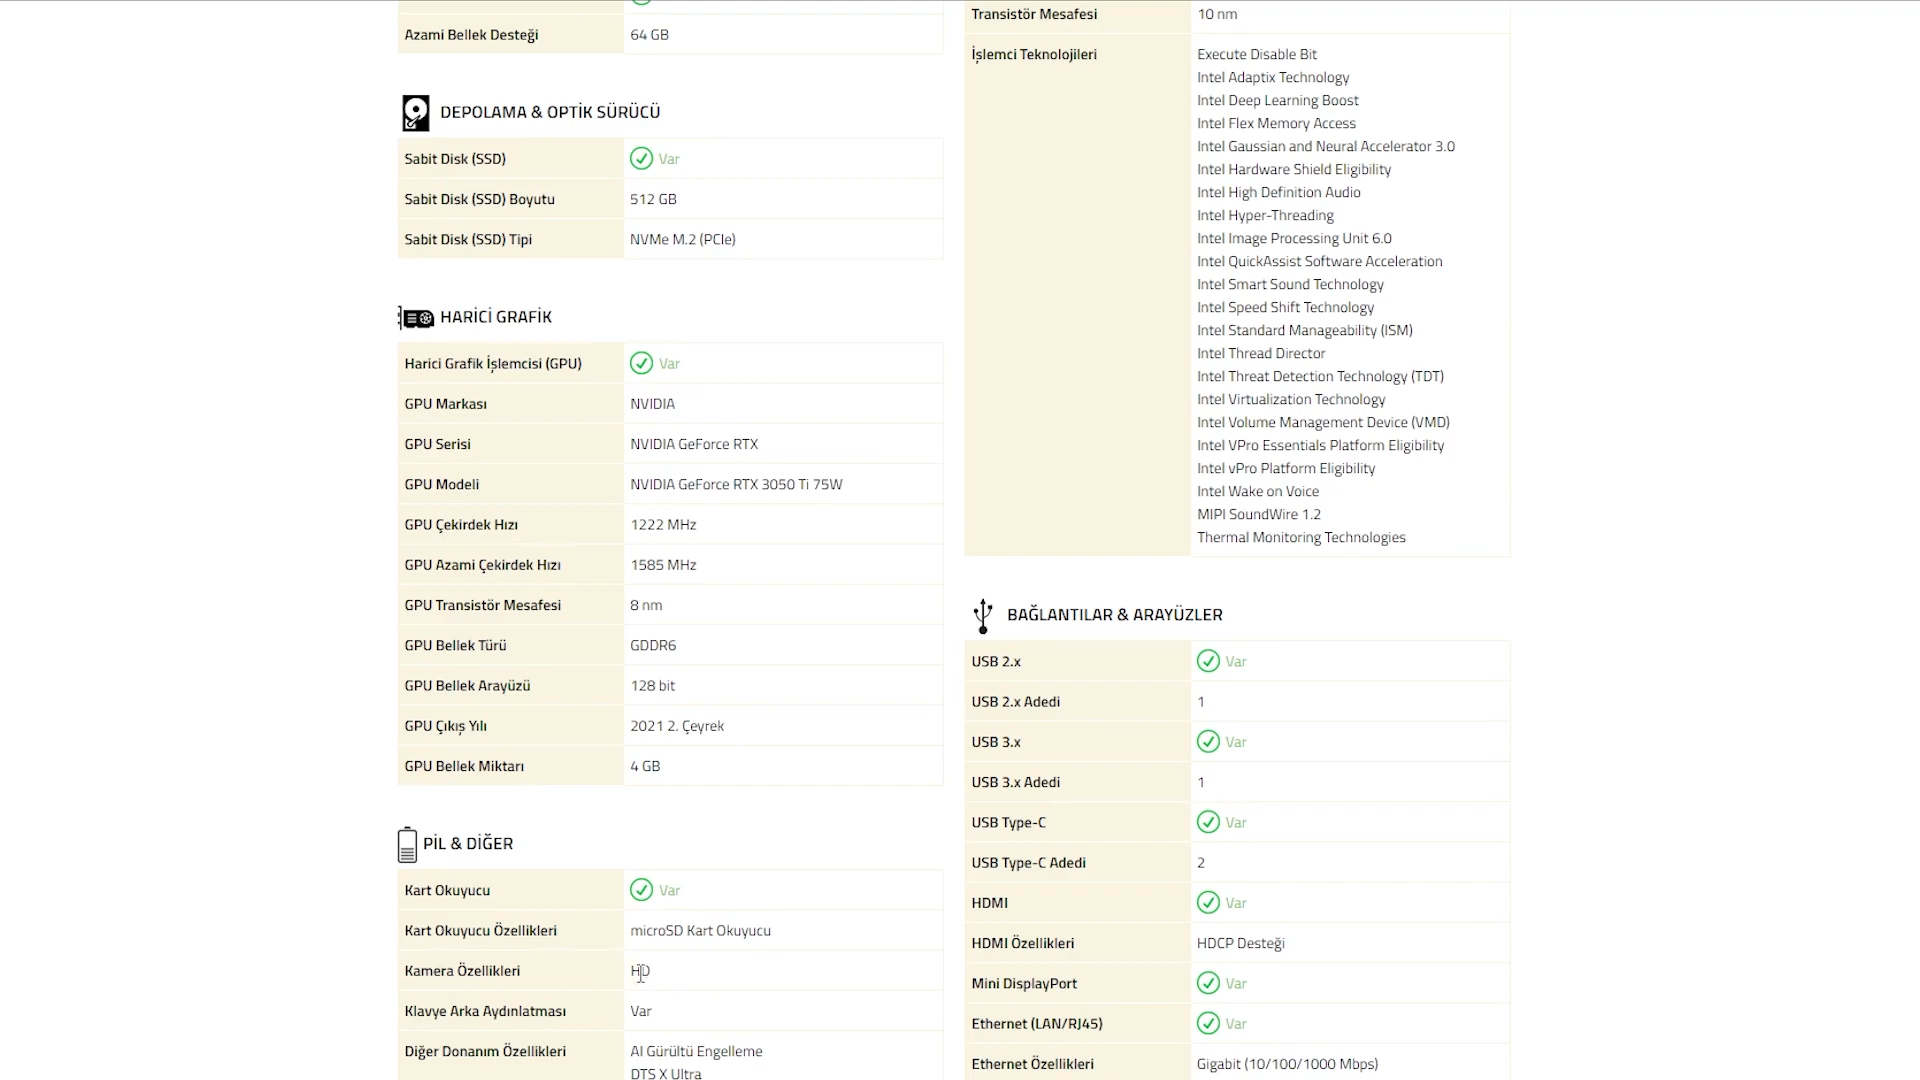 Azami Bellek Desteği 64 GB
DEPOLAMA & OPTİK SÜRÜCÜ
Sabit Disk (SSD) Var
Sabit Disk (SSD) Boyutu 512 GB
Sabit Disk (SSD) Tipi NVMe M.2 (PCIe)
HARİCİ GRAFİK
Harici Grafik İşlemcisi (GPU) Var
GPU Markası NVIDIA
GPU Serisi NVIDIA GeForce RTX
GPU Modeli NVIDIA GeForce RTX 3050 Ti 75W
GPU Çekirdek Hızı 1222 MHz
GPU Azami Çekirdek Hızı 1585 MHz
GPU Transistör Mesafesi 8 nm
GPU Bellek Türü GDDR6
GPU Bellek Arayüzü 128 bit
GPU Çıkış Yılı 2021 2. Çeyrek
GPU Bellek Miktarı 4 GB
PİL & DİĞER
Kart Okuyucu Var
Kart Okuyucu Özellikleri microSD Kart Okuyucu
Kamera Özellikleri HD
Klavye Arka Aydınlatması Var
Diğer Donanım Özellikleri AI Gürültü Engelleme
DTS X Ultra
Transistör Mesafesi 10 nm
İşlemci Teknolojileri Execute Disable Bit
Intel Adaptix Technology
Intel Deep Learning Boost
Intel Flex Memory Access
Intel Gaussian and Neural Accelerator 3.0
Intel Hardware Shield Eligibility
Intel High Definition Audio
Intel Hyper-Threading
Intel Image Processing Unit 6.0
Intel QuickAssist Software Acceleration
Intel Smart Sound Technology
Intel Speed Shift Technology
Intel Standard Manageability (ISM)
Intel Thread Director
Intel Threat Detection Technology (TDT)
Intel Virtualization Technology
Intel Volume Management Device (VMD)
Intel VPro Essentials Platform Eligibility
Intel vPro Platform Eligibility
Intel Wake on Voice
MIPI SoundWire 1.2
Thermal Monitoring Technologies
BAĞLANTILAR & ARAYÜZLER
USB 2.x Var
USB 2.x Adedi 1
USB 3.x Var
USB 3.x Adedi 1
USB Type-C Var
USB Type-C Adedi 2
HDMI Var
HDMI Özellikleri HDCP Desteği
Mini DisplayPort Var
Ethernet (LAN/RJ45) Var
Ethernet Özellikleri Gigabit (10/100/1000 Mbps)